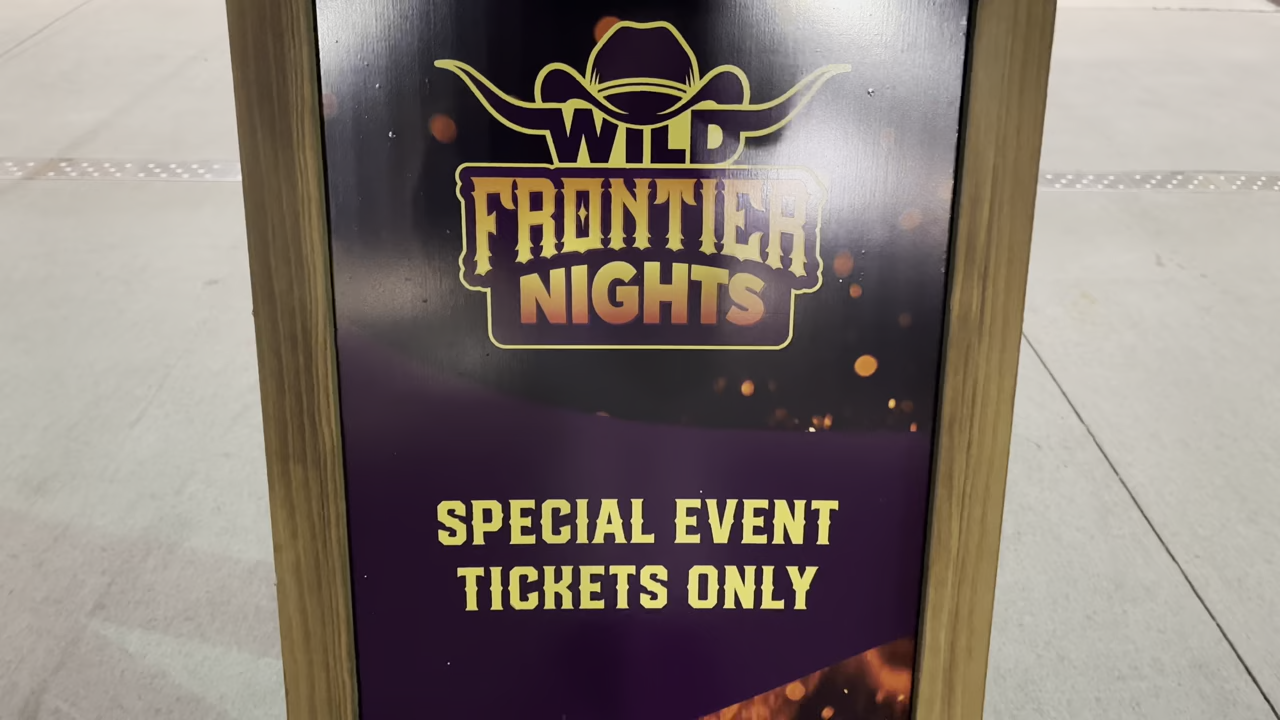 WILD
FRONTIER
NIGHTS
SPECIAL EVENT
TICKETS ONLY